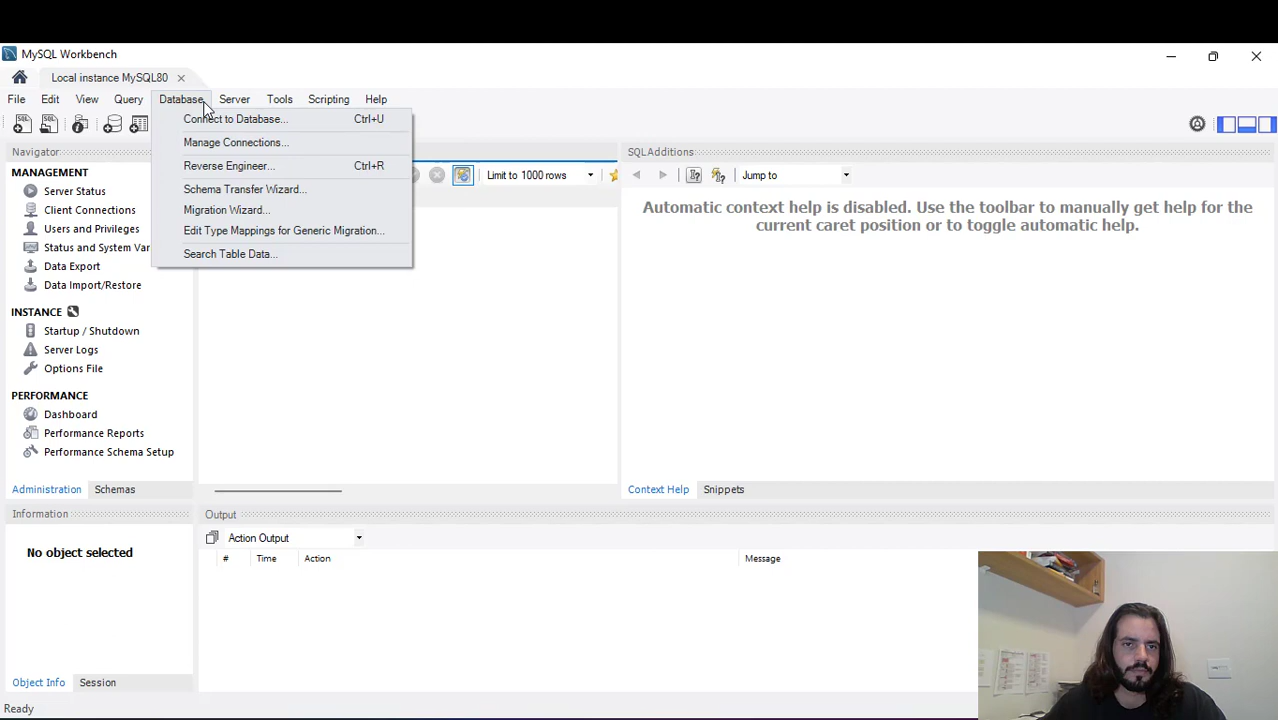 MySQL Workbench
Local instance MySQL80
File Edit View Query Database Server Tools Scripting Help
Connect to Database... Ctrl+U
Manage Connections...
Reverse Engineer... Ctrl+R
Schema Transfer Wizard...
Migration Wizard...
Edit Type Mappings for Generic Migration...
Search Table Data...
Navigator
MANAGEMENT
Server Status
Client Connections
Users and Privileges
Status and System Var
Data Export
Data Import/Restore
INSTANCE
Startup / Shutdown
Server Logs
Options File
PERFORMANCE
Dashboard
Performance Reports
Performance Schema Setup
Administration Schemas
Limit to 1000 rows
SQLAdditions
Jump to
Automatic context help is disabled. Use the toolbar to manually get help for the
current caret position or to toggle automatic help.
Context Help Snippets
Information
No object selected
Object Info Session
Output
Action Output
# Time Action Message
Ready